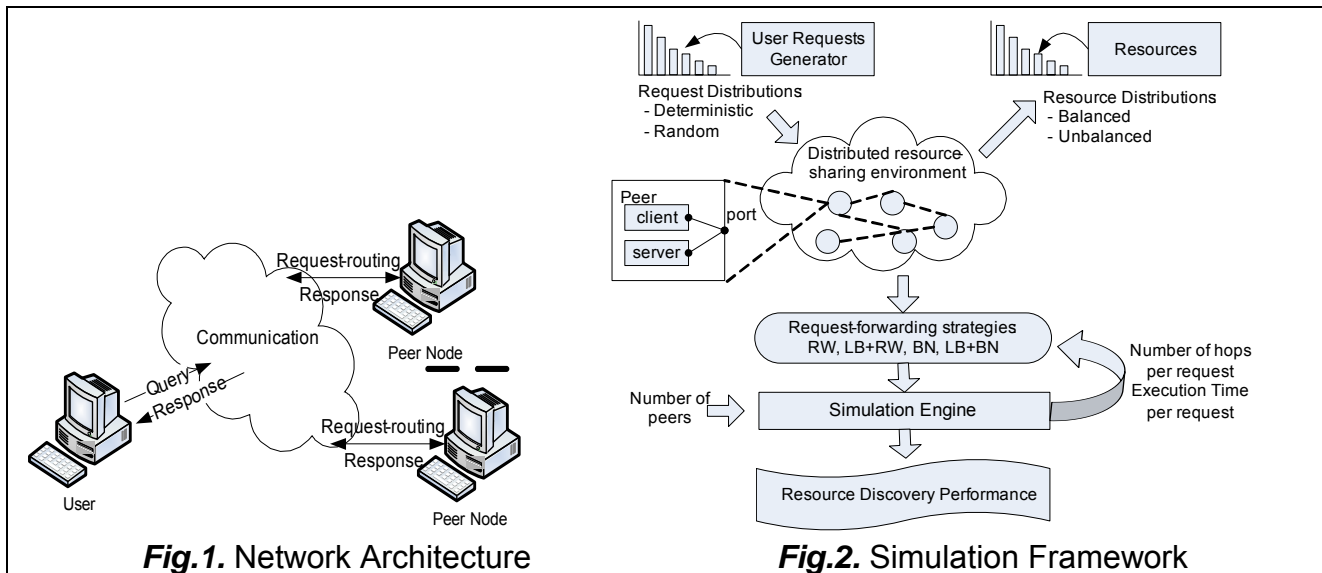 Request-routing
Response
Communication
Peer Node
Query
Response
Request-routing
Response
User
Peer Node
Fig.1. Network Architecture
User Requests
Generator
Resources
Request Distributions
- Deterministic
- Random
Resource Distributions
- Balanced
- Unbalanced
Distributed resource-
sharing environment
Peer
client
server
port
Request-forwarding strategies
RW, LB+RW, BN, LB+BN
Number of hops
per request
Execution Time
per request
Number of
peers
Simulation Engine
Resource Discovery Performance
Fig.2. Simulation Framework